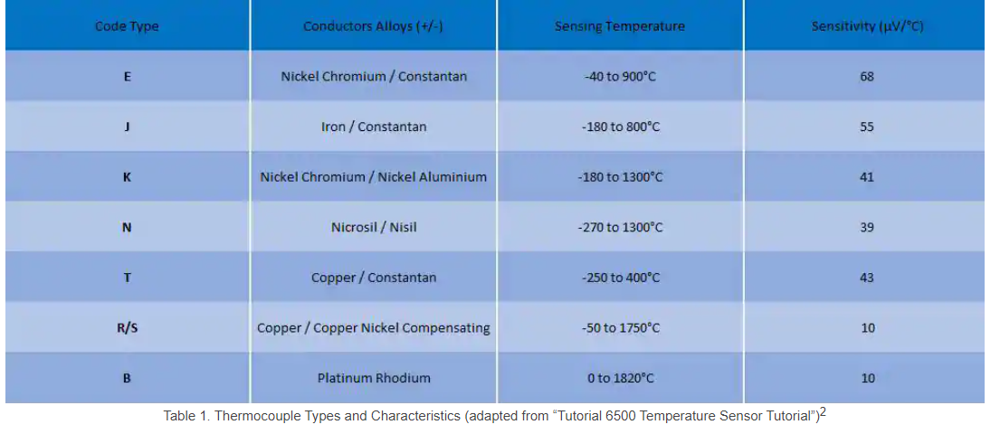 Code Type Conductors Alloys (+/-) Sensing Temperature Sensitivity (µV/°C)
E Nickel Chromium / Constantan -40 to 900°C 68
J Iron / Constantan -180 to 800°C 55
K Nickel Chromium / Nickel Aluminium -180 to 1300°C 41
N Nicrosil / Nisil -270 to 1300°C 39
T Copper / Constantan -250 to 400°C 43
R/S Copper / Copper Nickel Compensating -50 to 1750°C 10
B Platinum Rhodium 0 to 1820°C 10
Table 1. Thermocouple Types and Characteristics (adapted from “Tutorial 6500 Temperature Sensor Tutorial”)2